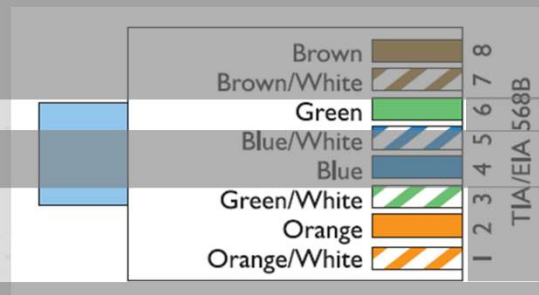 Brown 8
Brown/White 7
Green 6
Blue/White 5
Blue 4
Green/White 3
Orange 2
Orange/White 1
TIA/EIA 568B